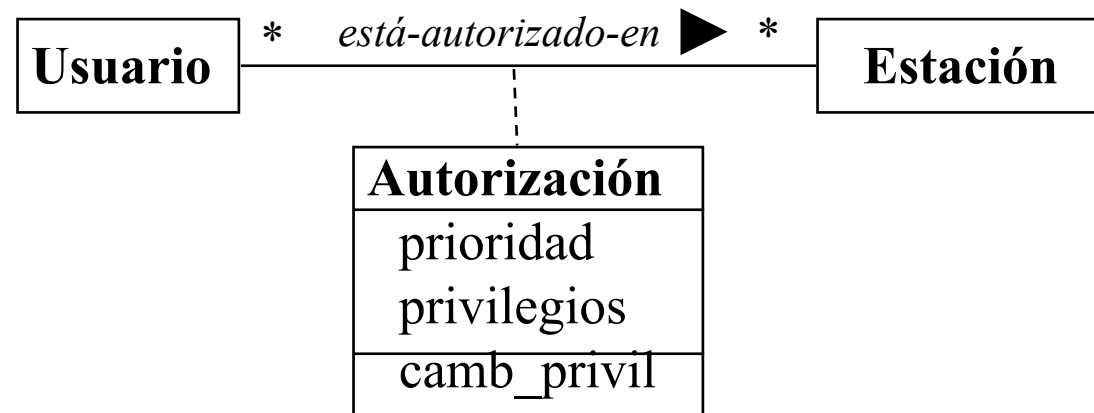 * está-autorizado-en *
Usuario Estación
Autorización
prioridad
privilegios
camb_privil